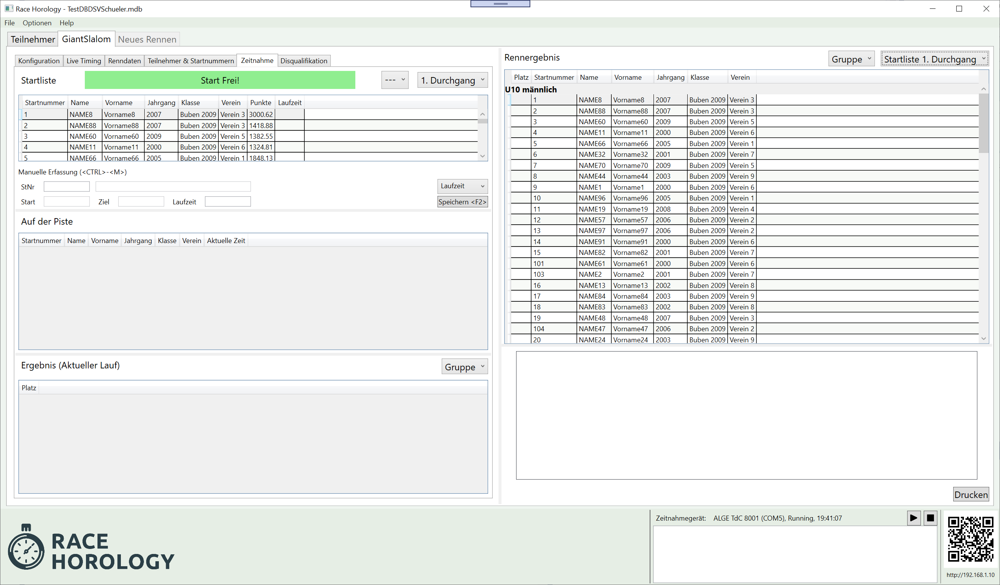 Race Horology - TestDBDSVSchueler.mdb
File Optionen Help
Teilnehmer GiantSlalom Neues Rennen
Konfiguration Live Timing Renndaten Teilnehmer & Startnummern Zeitnahme Disqualifikation
Startliste Start Frei! --- 1. Durchgang
Startnummer Name Vorname Jahrgang Klasse Verein Punkte Laufzeit
1 NAME8 Vorname8 2007 Buben 2009 Verein 3 3000.62
2 NAME88 Vorname88 2007 Buben 2009 Verein 3 1418.88
3 NAME60 Vorname60 2009 Buben 2009 Verein 5 1382.55
4 NAME11 Vorname11 2000 Buben 2009 Verein 6 1324.81
5 NAME66 Vorname66 2005 Buben 2009 Verein 1 1848.13
Manuelle Erfassung (<CTRL>-<M>)
StNr Laufzeit
Start Ziel Laufzeit Speichern <F2>
Auf der Piste
Startnummer Name Vorname Jahrgang Klasse Verein Aktuelle Zeit
Ergebnis (Aktueller Lauf) Gruppe
Platz
Rennergebnis Gruppe Startliste 1. Durchgang
Platz Startnummer Name Vorname Jahrgang Klasse Verein
U10 männlich
1 NAME8 Vorname8 2007 Buben 2009 Verein 3
2 NAME88 Vorname88 2007 Buben 2009 Verein 3
3 NAME60 Vorname60 2009 Buben 2009 Verein 5
4 NAME11 Vorname11 2000 Buben 2009 Verein 6
5 NAME66 Vorname66 2005 Buben 2009 Verein 1
6 NAME32 Vorname32 2001 Buben 2009 Verein 7
7 NAME70 Vorname70 2009 Buben 2009 Verein 5
8 NAME44 Vorname44 2003 Buben 2009 Verein 9
9 NAME1 Vorname1 2000 Buben 2009 Verein 6
10 NAME96 Vorname96 2005 Buben 2009 Verein 1
11 NAME19 Vorname19 2008 Buben 2009 Verein 4
12 NAME57 Vorname57 2006 Buben 2009 Verein 2
13 NAME97 Vorname97 2006 Buben 2009 Verein 2
14 NAME91 Vorname91 2000 Buben 2009 Verein 6
15 NAME82 Vorname82 2001 Buben 2009 Verein 7
101 NAME61 Vorname61 2000 Buben 2009 Verein 6
103 NAME2 Vorname2 2001 Buben 2009 Verein 7
16 NAME13 Vorname13 2002 Buben 2009 Verein 8
17 NAME84 Vorname84 2003 Buben 2009 Verein 9
18 NAME83 Vorname83 2002 Buben 2009 Verein 8
19 NAME48 Vorname48 2007 Buben 2009 Verein 3
104 NAME47 Vorname47 2006 Buben 2009 Verein 2
20 NAME24 Vorname24 2003 Buben 2009 Verein 9
Drucken
RACE
HOROLOGY
Zeitnahmegerät: ALGE TdC 8001 (COM5), Running, 19:41:07
http://192.168.1.10